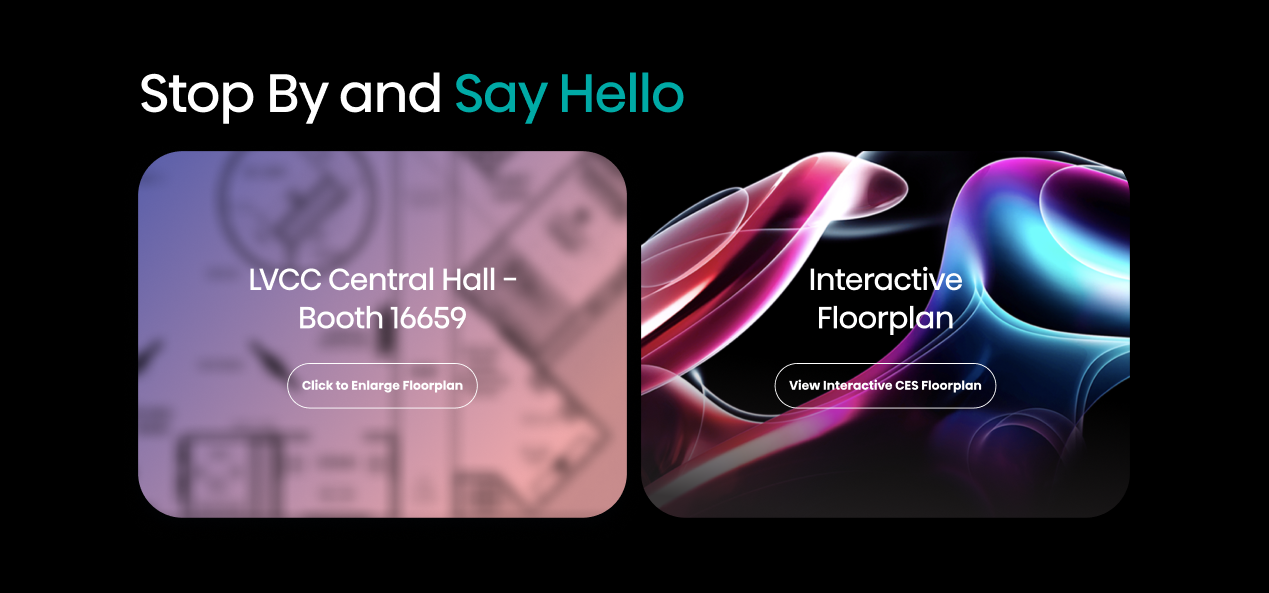 Stop By and Say Hello
LVCC Central Hall -
Booth 16659
Click to Enlarge Floorplan
Interactive
Floorplan
View Interactive CES Floorplan